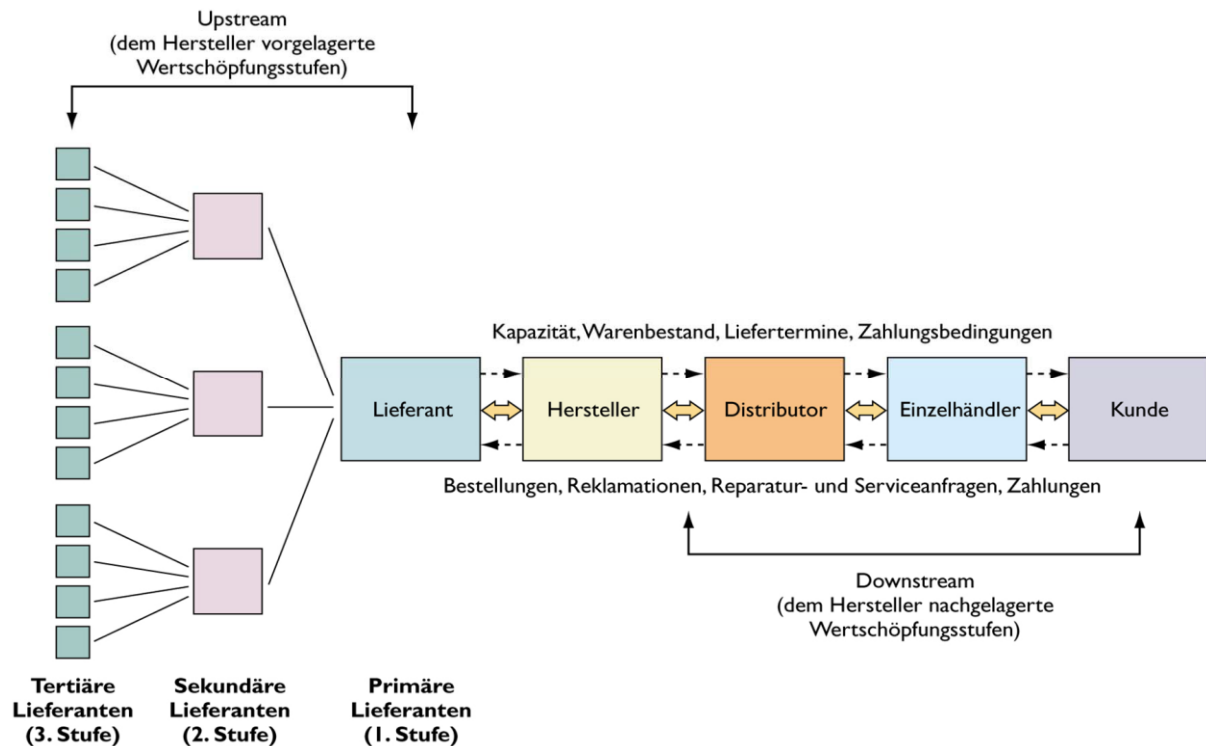 Upstream
(dem Hersteller vorgelagerte
Wertschöpfungsstufen)
Kapazität, Warenbestand, Liefertermine, Zahlungsbedingungen
Lieferant
Hersteller
Distributor
Einzelhändler
Kunde
Bestellungen, Reklamationen, Reparatur- und Serviceanfragen, Zahlungen
Downstream
(dem Hersteller nachgelagerte
Wertschöpfungsstufen)
Tertiäre
Lieferanten
(3. Stufe)
Sekundäre
Lieferanten
(2. Stufe)
Primäre
Lieferanten
(1. Stufe)